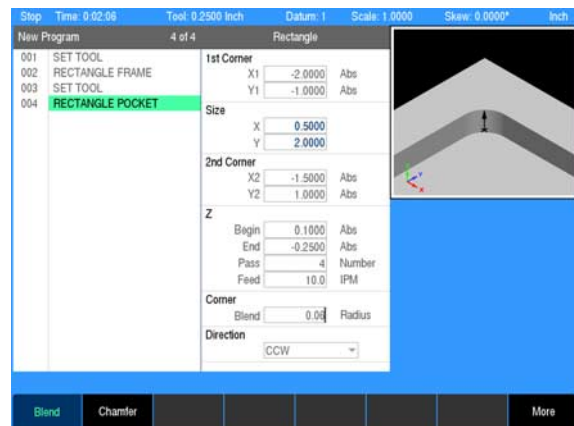 Stop Time: 0:02:06 Tool: 0.2500 Inch Datum: 1 Scale: 1.0000 Skew: 0.0000° Inch
New Program 4 of 4 Rectangle
001 SET TOOL
002 RECTANGLE FRAME
003 SET TOOL
004 RECTANGLE POCKET
1st Corner
X1 -2.0000 Abs
Y1 -1.0000 Abs
Size
X 0.5000
Y 2.0000
2nd Corner
X2 -1.5000 Abs
Y2 1.0000 Abs
Z
Begin 0.1000 Abs
End -0.2500 Abs
Pass 4 Number
Feed 10.0 IPM
Corner
Blend 0.06 Radius
Direction
CCW
Blend Chamfer More